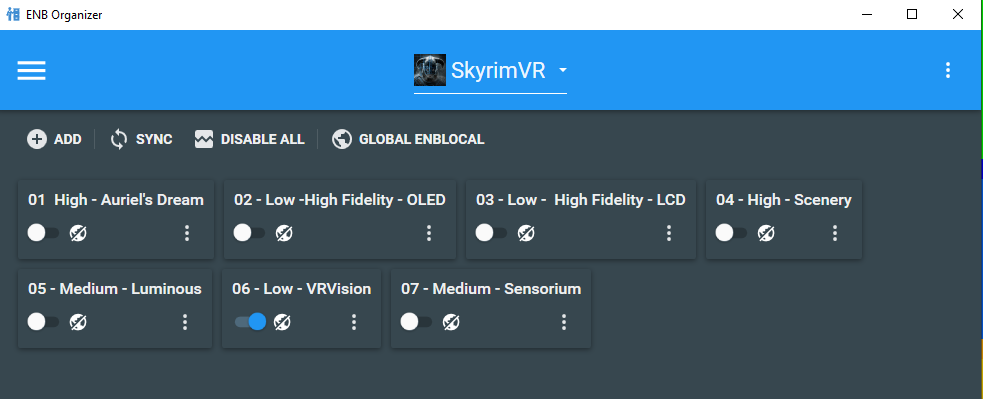 ENB Organizer
SkyrimVR
ADD SYNC DISABLE ALL GLOBAL ENBLOCAL
01 High - Auriel's Dream
02 - Low -High Fidelity - OLED
03 - Low - High Fidelity - LCD
04 - High - Scenery
05 - Medium - Luminous
06 - Low - VRVision
07 - Medium - Sensorium